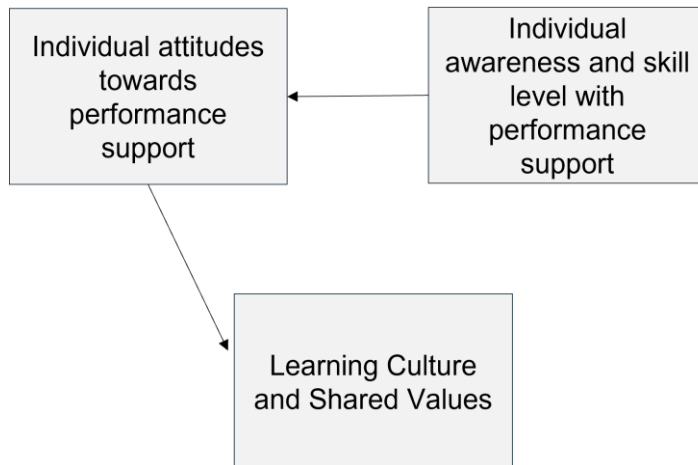 Individual attitudes
towards
performance
support
Individual
awareness and skill
level with
performance
support
Learning Culture
and Shared Values